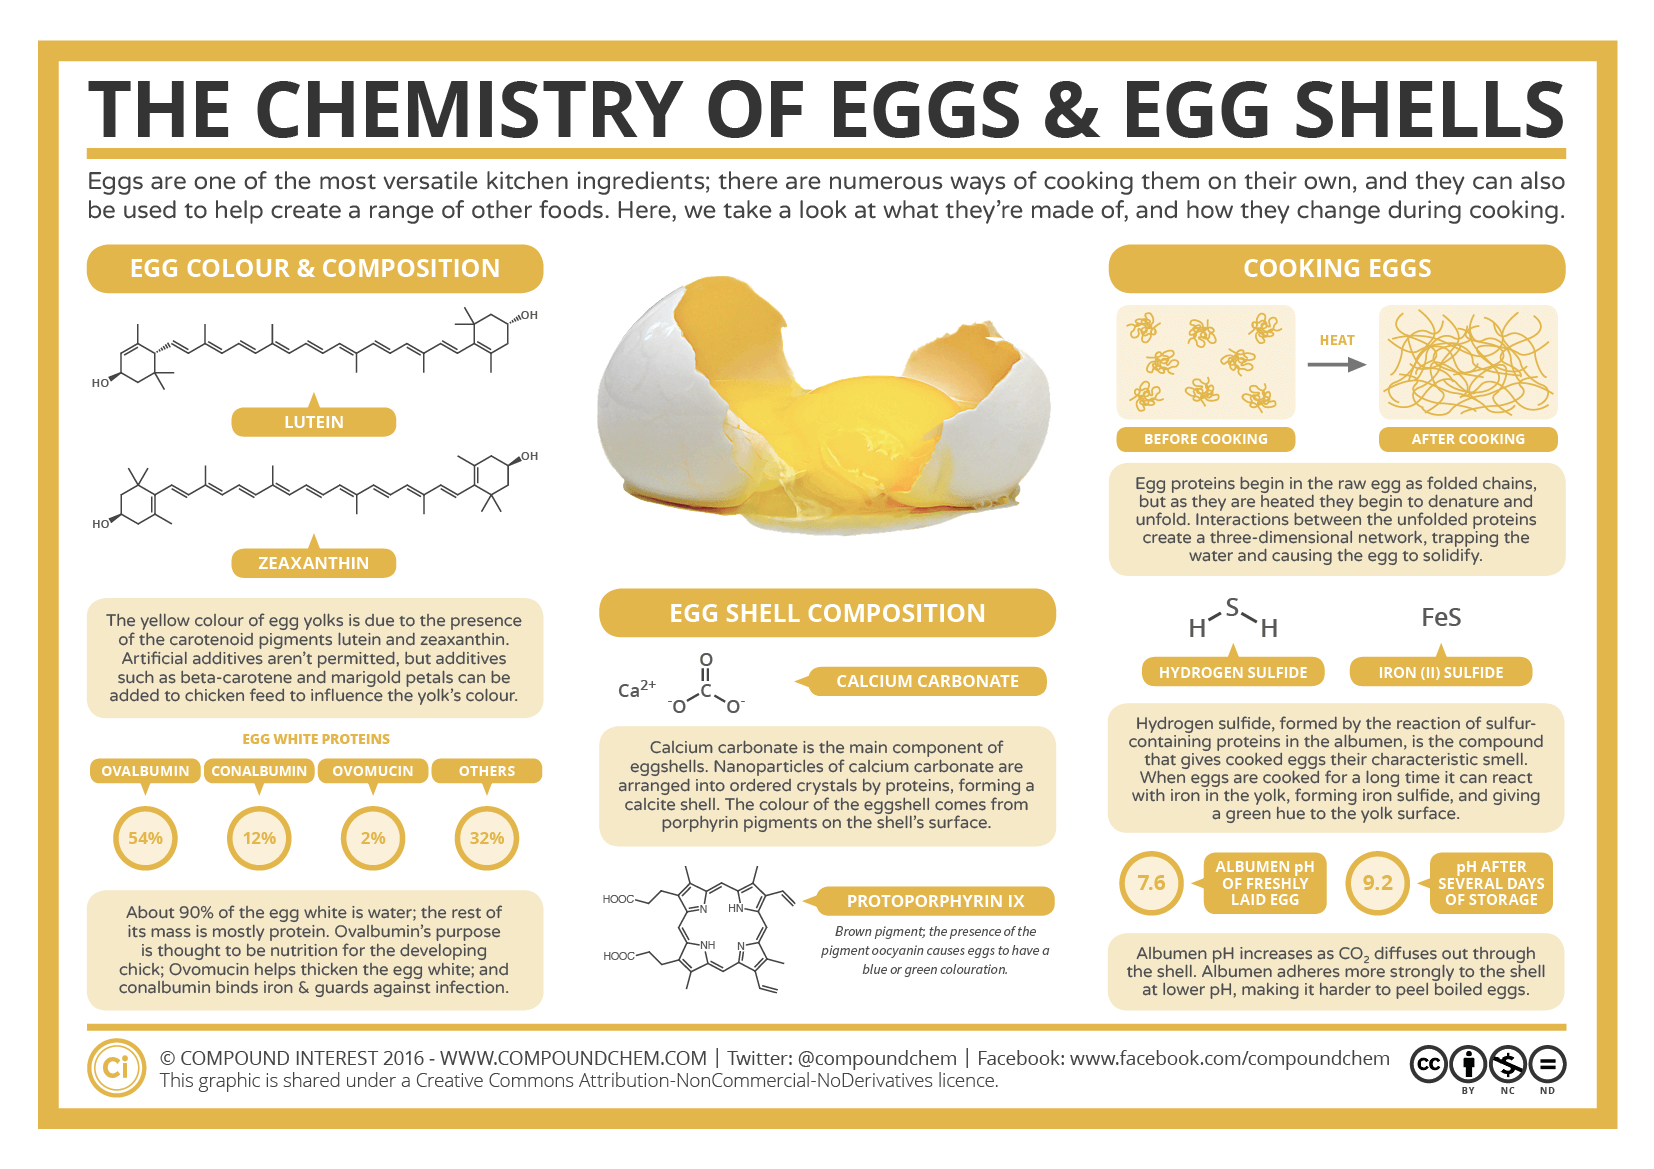 THE CHEMISTRY OF EGGS & EGG SHELLS
Eggs are one of the most versatile kitchen ingredients; there are numerous ways of cooking them on their own, and they can also
be used to help create a range of other foods. Here, we take a look at what they're made of, and how they change during cooking.
EGG COLOUR & COMPOSITION
OH
HO
LUTEIN
OH
HO
ZEAXANTHIN
The yellow colour of egg yolks is due to the presence
of the carotenoid pigments lutein and zeaxanthin.
Artificial additives aren't permitted, but additives
such as beta-carotene and marigold petals can be
added to chicken feed to influence the yolk's colour.
EGG WHITE PROTEINS
OVALBUMIN CONALBUMIN OVOMUCIN OTHERS
54% 12% 2% 32%
About 90% of the egg white is water; the rest of
its mass is mostly protein. Ovalbumin's purpose
is thought to be nutrition for the developing
chick; Ovomucin helps thicken the egg white; and
conalbumin binds iron & guards against infection.
EGG SHELL COMPOSITION
O
Ca²⁺ C
⁻O O⁻
CALCIUM CARBONATE
Calcium carbonate is the main component of
eggshells. Nanoparticles of calcium carbonate are
arranged into ordered crystals by proteins, forming a
calcite shell. The colour of the eggshell comes from
porphyrin pigments on the shell's surface.
HOOC N HN
HOOC NH N
PROTOPORPHYRIN IX
Brown pigment; the presence of the
pigment oocyanin causes eggs to have a
blue or green colouration.
COOKING EGGS
HEAT
BEFORE COOKING AFTER COOKING
Egg proteins begin in the raw egg as folded chains,
but as they are heated they begin to denature and
unfold. Interactions between the unfolded proteins
create a three-dimensional network, trapping the
water and causing the egg to solidify.
S
H H
FeS
HYDROGEN SULFIDE IRON (II) SULFIDE
Hydrogen sulfide, formed by the reaction of sulfur-
containing proteins in the albumen, is the compound
that gives cooked eggs their characteristic smell.
When eggs are cooked for a long time it can react
with iron in the yolk, forming iron sulfide, and giving
a green hue to the yolk surface.
7.6
ALBUMEN pH
OF FRESHLY
LAID EGG
9.2
pH AFTER
SEVERAL DAYS
OF STORAGE
Albumen pH increases as CO₂ diffuses out through
the shell. Albumen adheres more strongly to the shell
at lower pH, making it harder to peel boiled eggs.
Ci
© COMPOUND INTEREST 2016 - WWW.COMPOUNDCHEM.COM | Twitter: @compoundchem | Facebook: www.facebook.com/compoundchem
This graphic is shared under a Creative Commons Attribution-NonCommercial-NoDerivatives licence.
CC
BY NC ND